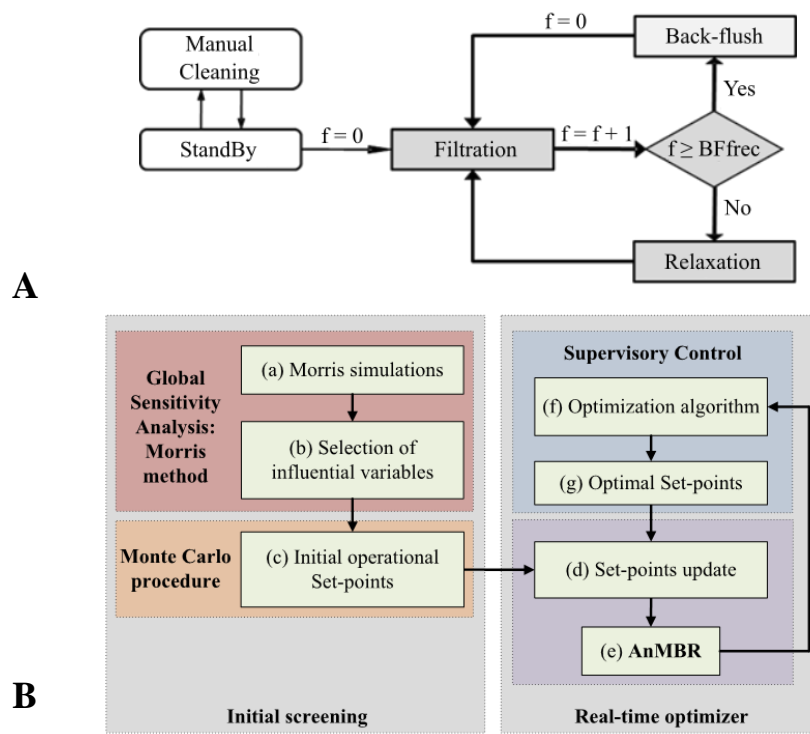 Manual
Cleaning
StandBy
f = 0
Filtration
f = 0
f = f + 1
Back-flush
Yes
f ≥ BFfrec
No
Relaxation
A
Global
Sensitivity
Analysis:
Morris
method
(a) Morris simulations
(b) Selection of
influential variables
Monte Carlo
procedure
(c) Initial operational
Set-points
Initial screening
Supervisory Control
(f) Optimization algorithm
(g) Optimal Set-points
(d) Set-points update
(e) AnMBR
Real-time optimizer
B